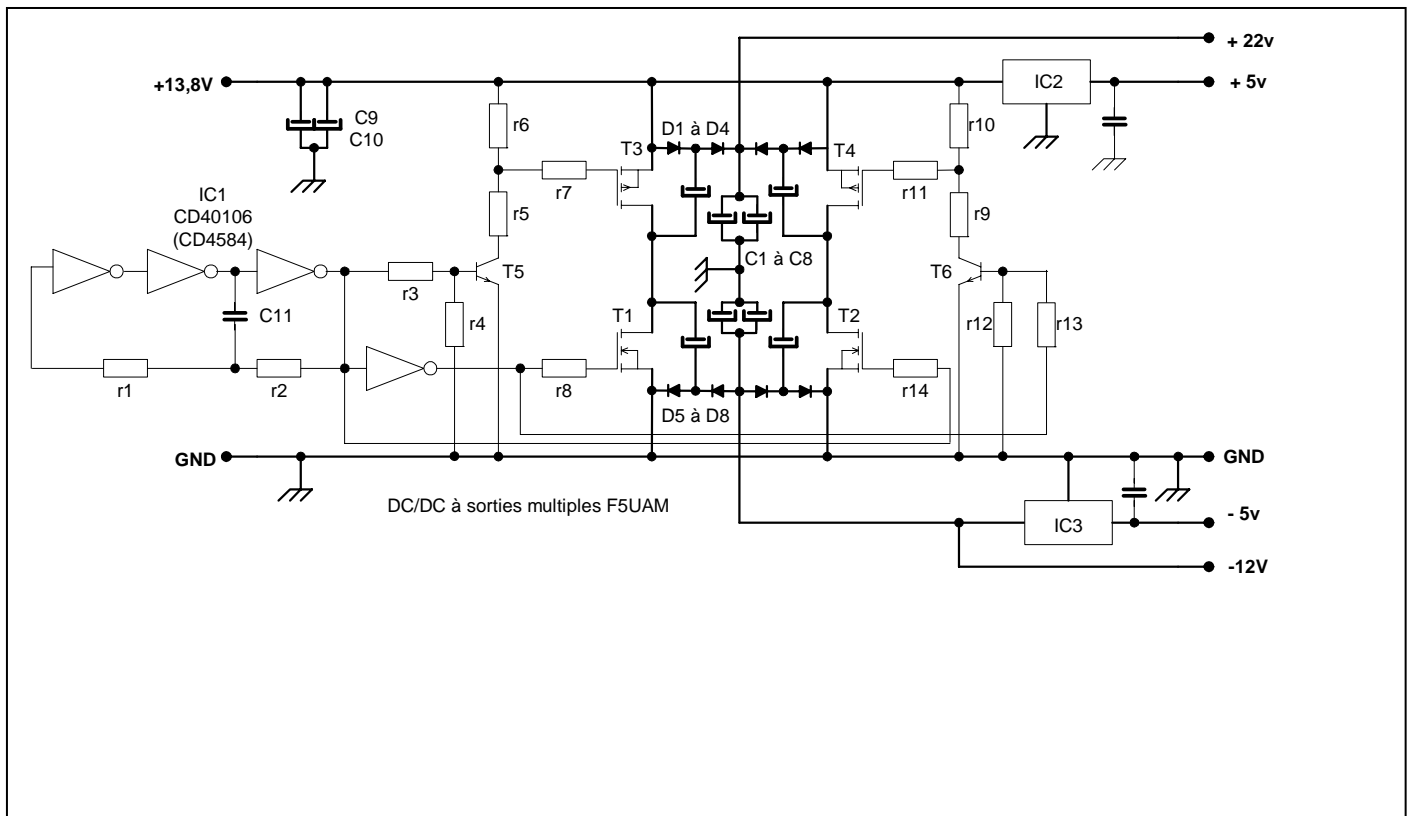 + 22v
+13,8V
IC2
+ 5v
C9
C10
r6
D1 à D4
r10
T3
T4
r7
r11
IC1
CD40106
(CD4584)
r5
r9
T5
C1 à C8
T6
r3
C11
r4
T1
T2
r12
r13
r1
r2
r8
r14
D5 à D8
GND
GND
DC/DC à sorties multiples F5UAM
IC3
- 5v
-12V